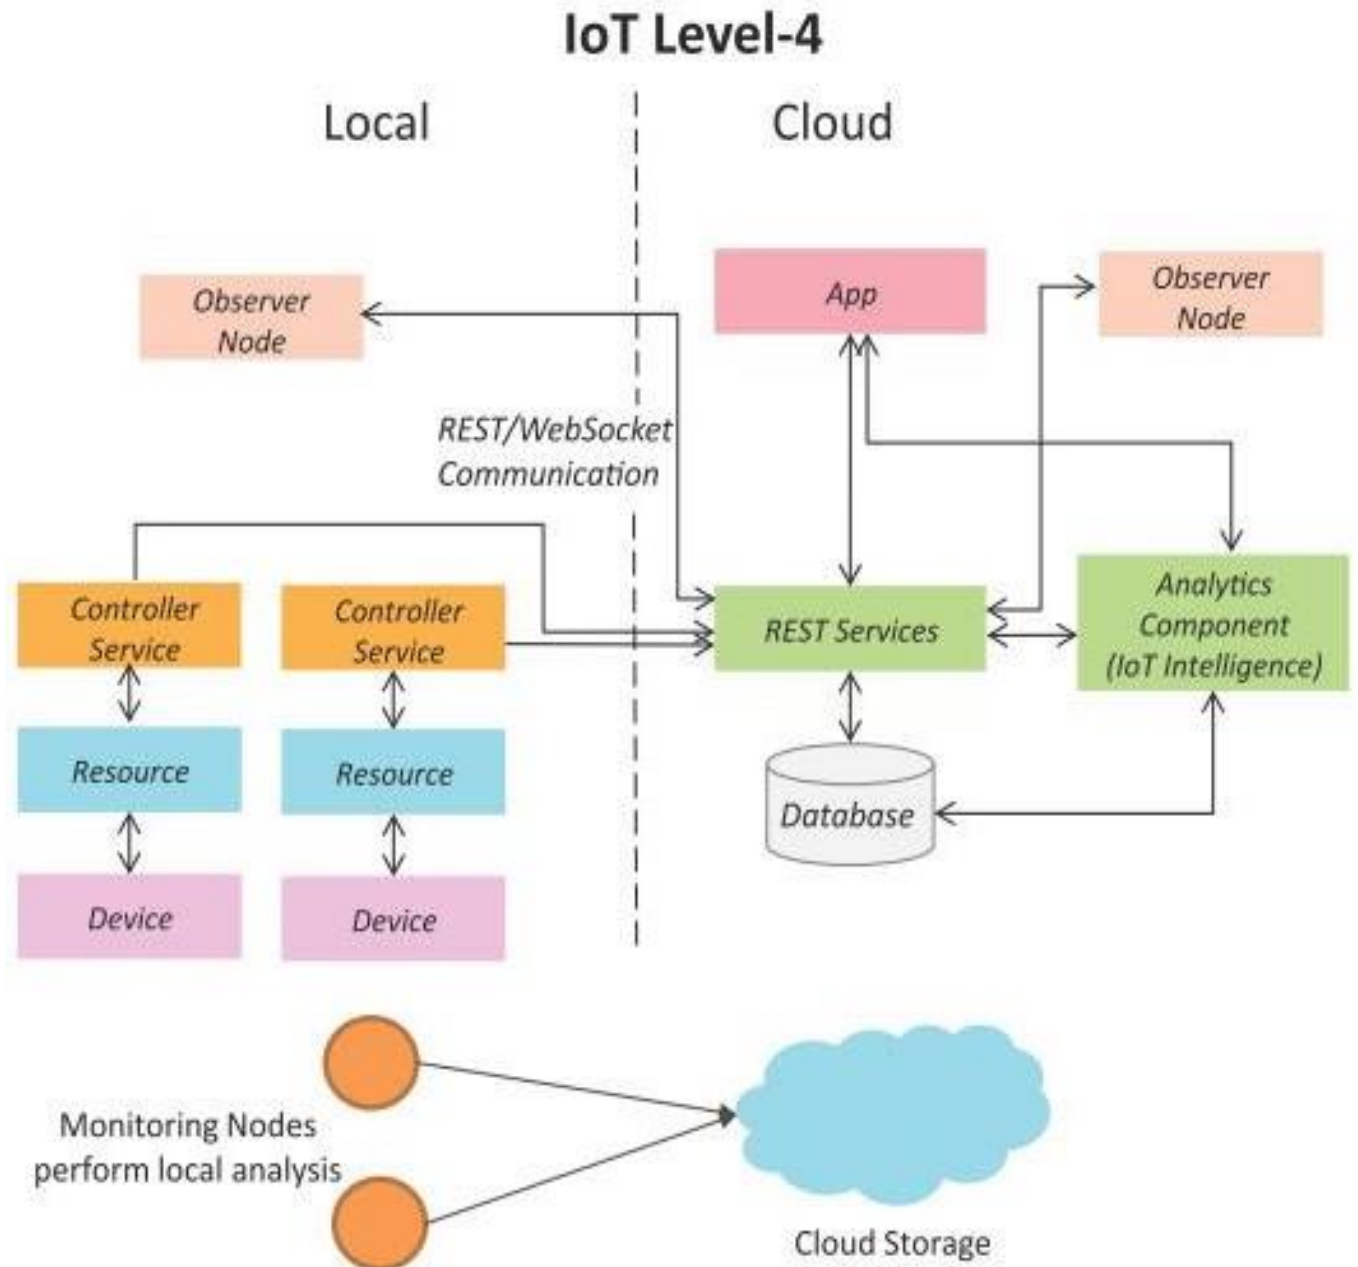 IoT Level-4
Local
Cloud
Observer
Node
App
Observer
Node
REST/WebSocket
Communication
Controller
Service
Controller
Service
REST Services
Analytics
Component
(IoT Intelligence)
Resource
Resource
Database
Device
Device
Monitoring Nodes
perform local analysis
Cloud Storage